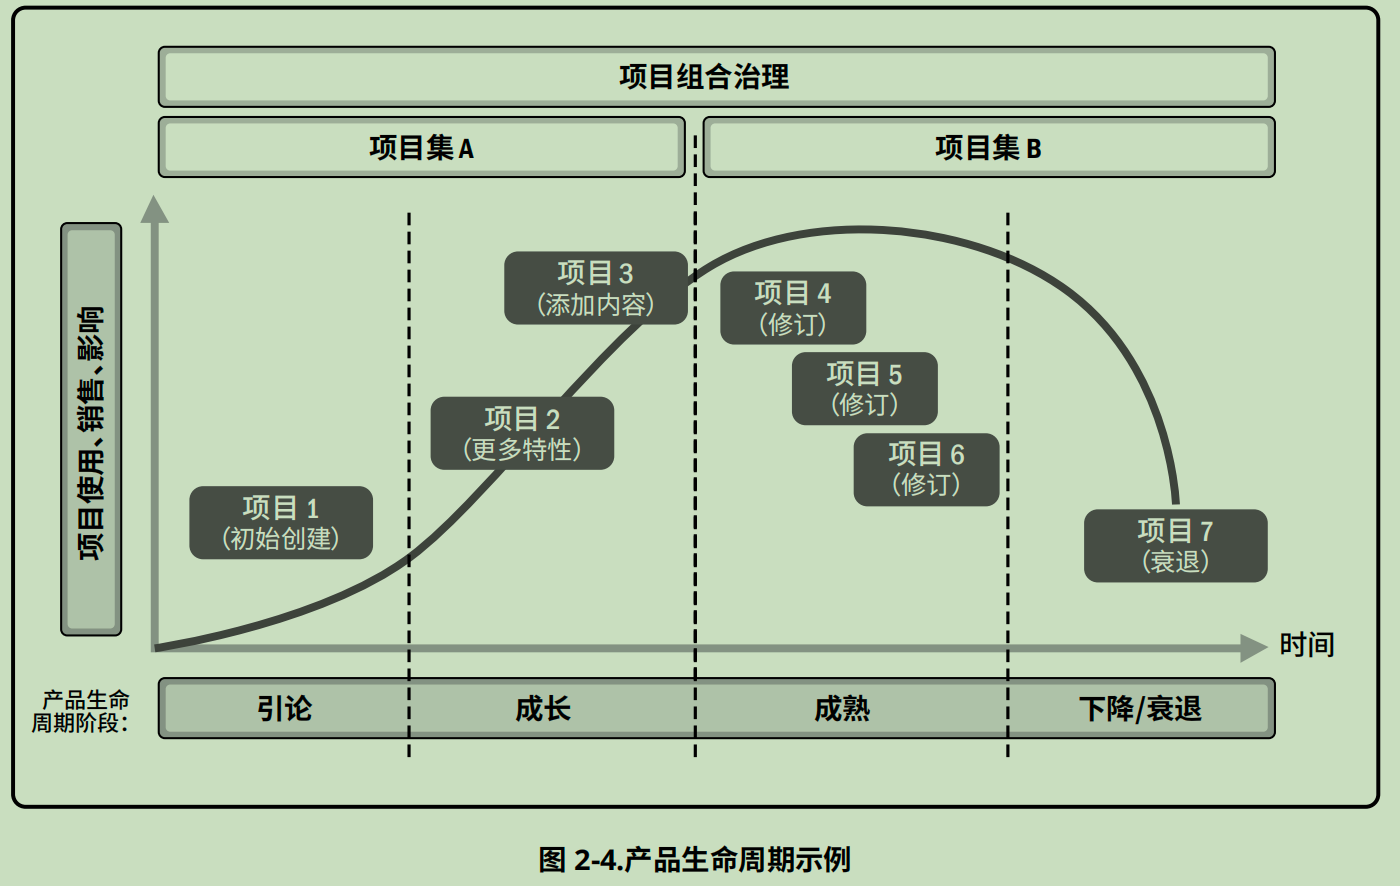 项目组合治理
项目集 A
项目集 B
项目使用、销售、影响
项目 3
（添加内容）
项目 4
（修订）
项目 5
（修订）
项目 2
（更多特性）
项目 6
（修订）
项目 1
（初始创建）
项目 7
（衰退）
时间
产品生命
周期阶段：
引论
成长
成熟
下降/衰退
图 2-4.产品生命周期示例